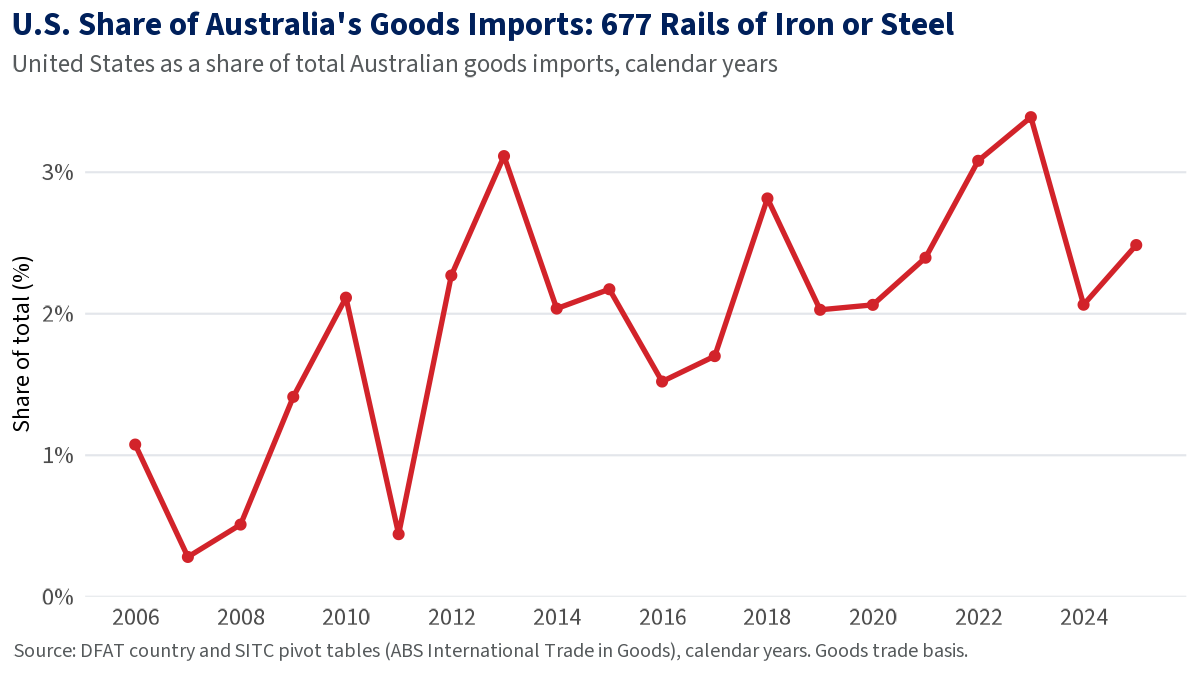 U.S. Share of Australia's Goods Imports: 677 Rails of Iron or Steel
United States as a share of total Australian goods imports, calendar years
Share of total (%)
3%
2%
1%
0%
2006 2008 2010 2012 2014 2016 2018 2020 2022 2024
Source: DFAT country and SITC pivot tables (ABS International Trade in Goods), calendar years. Goods trade basis.